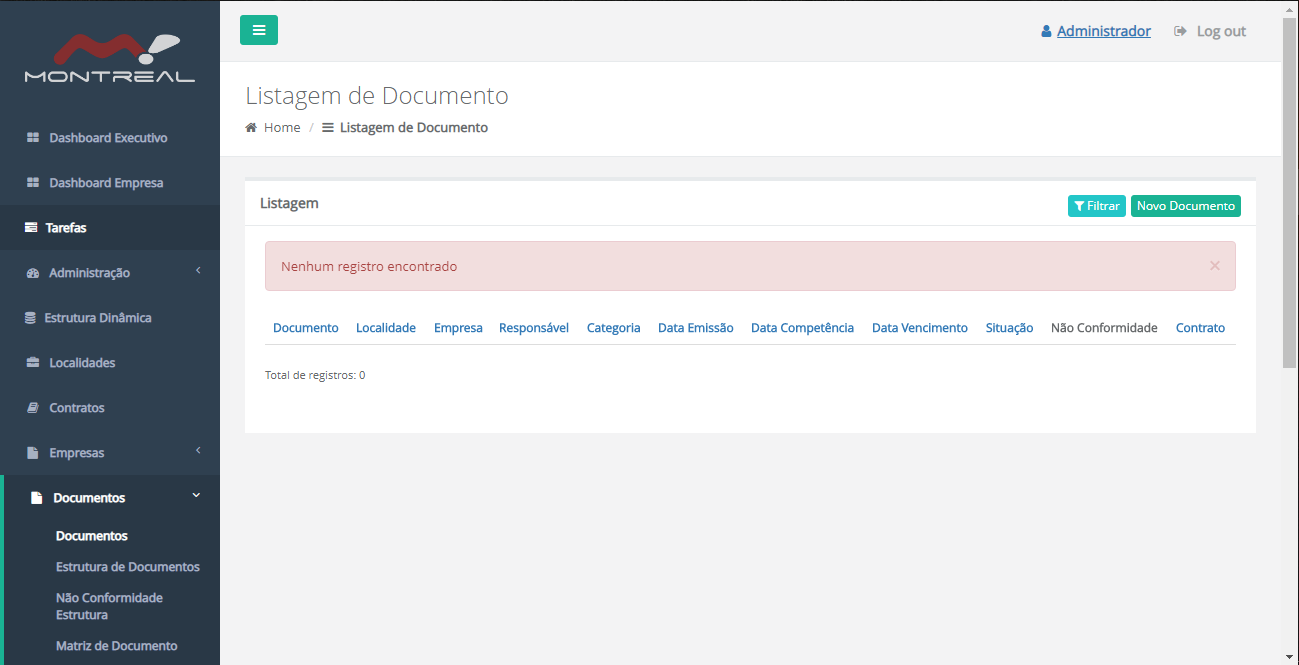 MONTREAL
Dashboard Executivo
Dashboard Empresa
Tarefas
Administração
Estrutura Dinâmica
Localidades
Contratos
Empresas
Documentos
Documentos
Estrutura de Documentos
Não Conformidade
Estrutura
Matriz de Documento
Administrador Log out
Listagem de Documento
Home / Listagem de Documento
Listagem Filtrar Novo Documento
Nenhum registro encontrado ×
Documento Localidade Empresa Responsável Categoria Data Emissão Data Competência Data Vencimento Situação Não Conformidade Contrato
Total de registros: 0